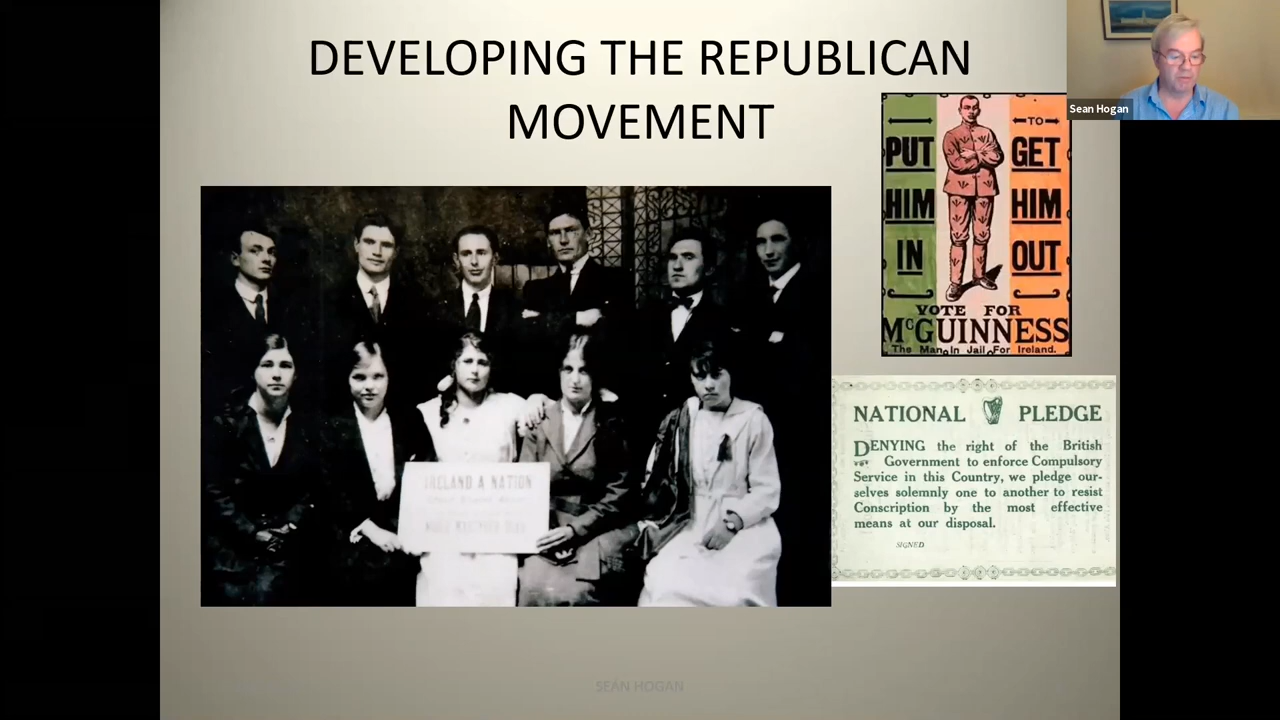 DEVELOPING THE REPUBLICAN
MOVEMENT
Sean Hogan
PUT
HIM
IN
TO
GET
HIM
OUT
VOTE FOR
McGUINNESS
The Man In Jail For Ireland.
IRELAND A NATION
NATIONAL PLEDGE
DENYING the right of the British
Government to enforce Compulsory
Service in this Country, we pledge our-
selves solemnly one to another to resist
Conscription by the most effective
means at our disposal.
SIGNED
SEÁN HOGAN